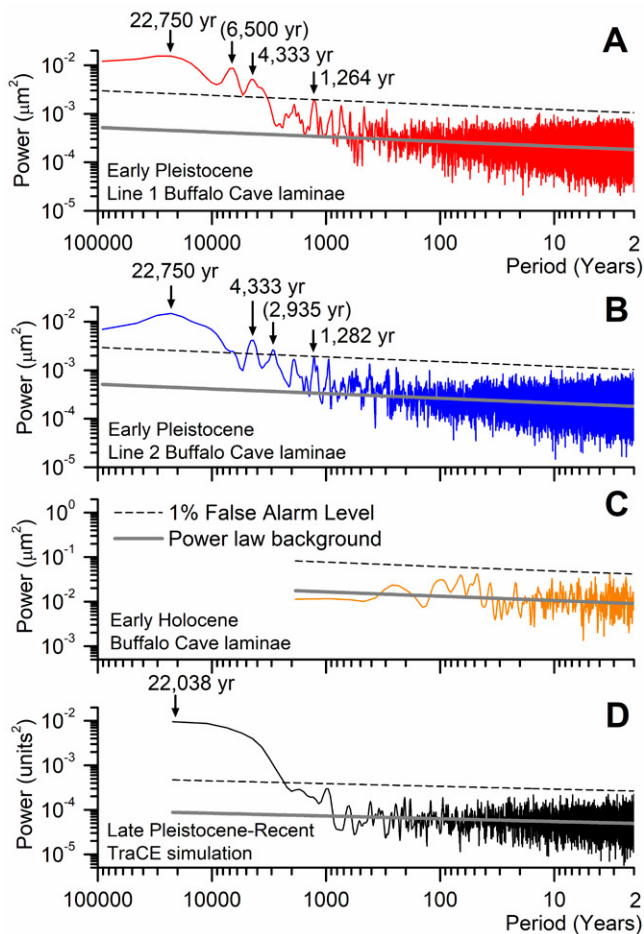 22,750 yr
(6,500 yr)
4,333 yr
1,264 yr
A
Power (μm²)
10⁻²
10⁻³
10⁻⁴
10⁻⁵
Early Pleistocene
Line 1 Buffalo Cave laminae
100000 10000 1000 100 10 2
Period (Years)
22,750 yr
4,333 yr
(2,935 yr)
1,282 yr
B
Power (μm²)
10⁻²
10⁻³
10⁻⁴
10⁻⁵
Early Pleistocene
Line 2 Buffalo Cave laminae
C
Power (μm²)
10⁰
10⁻¹
10⁻²
10⁻³
1% False Alarm Level
Power law background
Early Holocene
Buffalo Cave laminae
22,038 yr
D
Power (units²)
10⁻²
10⁻³
10⁻⁴
10⁻⁵
Late Pleistocene-Recent
TraCE simulation
100000 10000 1000 100 10 2
Period (Years)